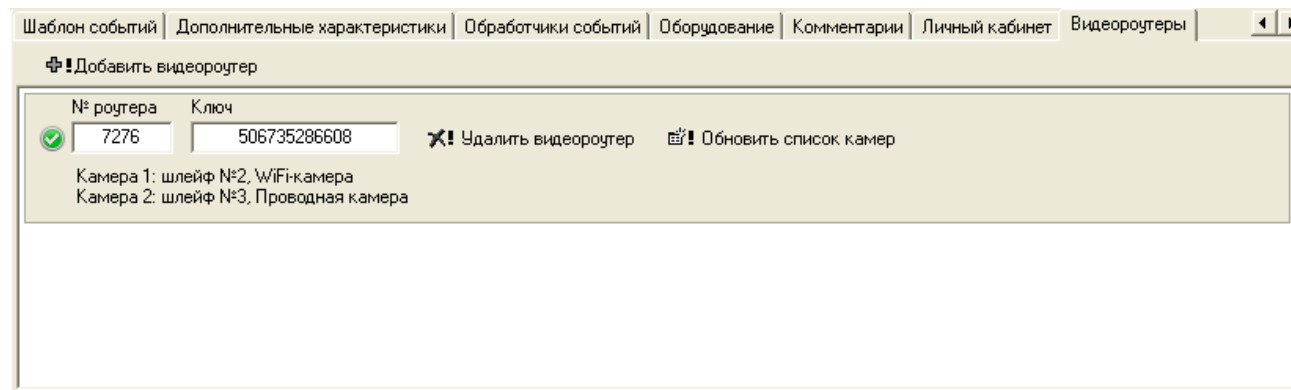 Шаблон событий Дополнительные характеристики Обработчики событий Оборудование Комментарии Личный кабинет Видеороутеры
Добавить видеороутер
№ роутера Ключ
7276 506735286608 Удалить видеороутер Обновить список камер
Камера 1: шлейф №2, WiFi-камера
Камера 2: шлейф №3, Проводная камера